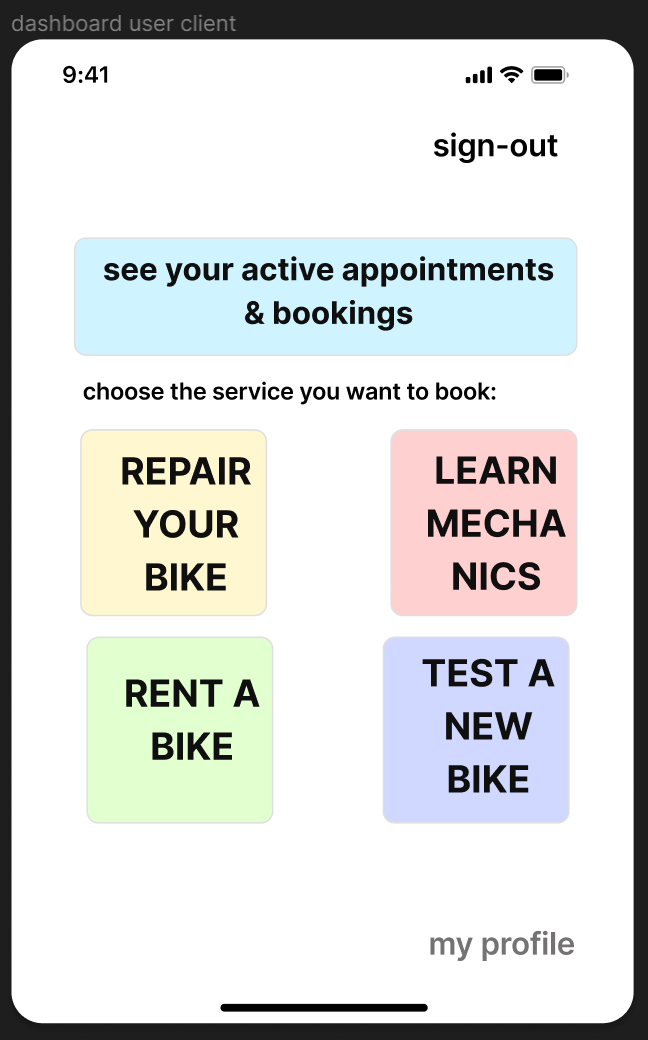 dashboard user client
9:41
sign-out
see your active appointments
& bookings
choose the service you want to book:
REPAIR
YOUR
BIKE
LEARN
MECHA
NICS
RENT A
BIKE
TEST A
NEW
BIKE
my profile